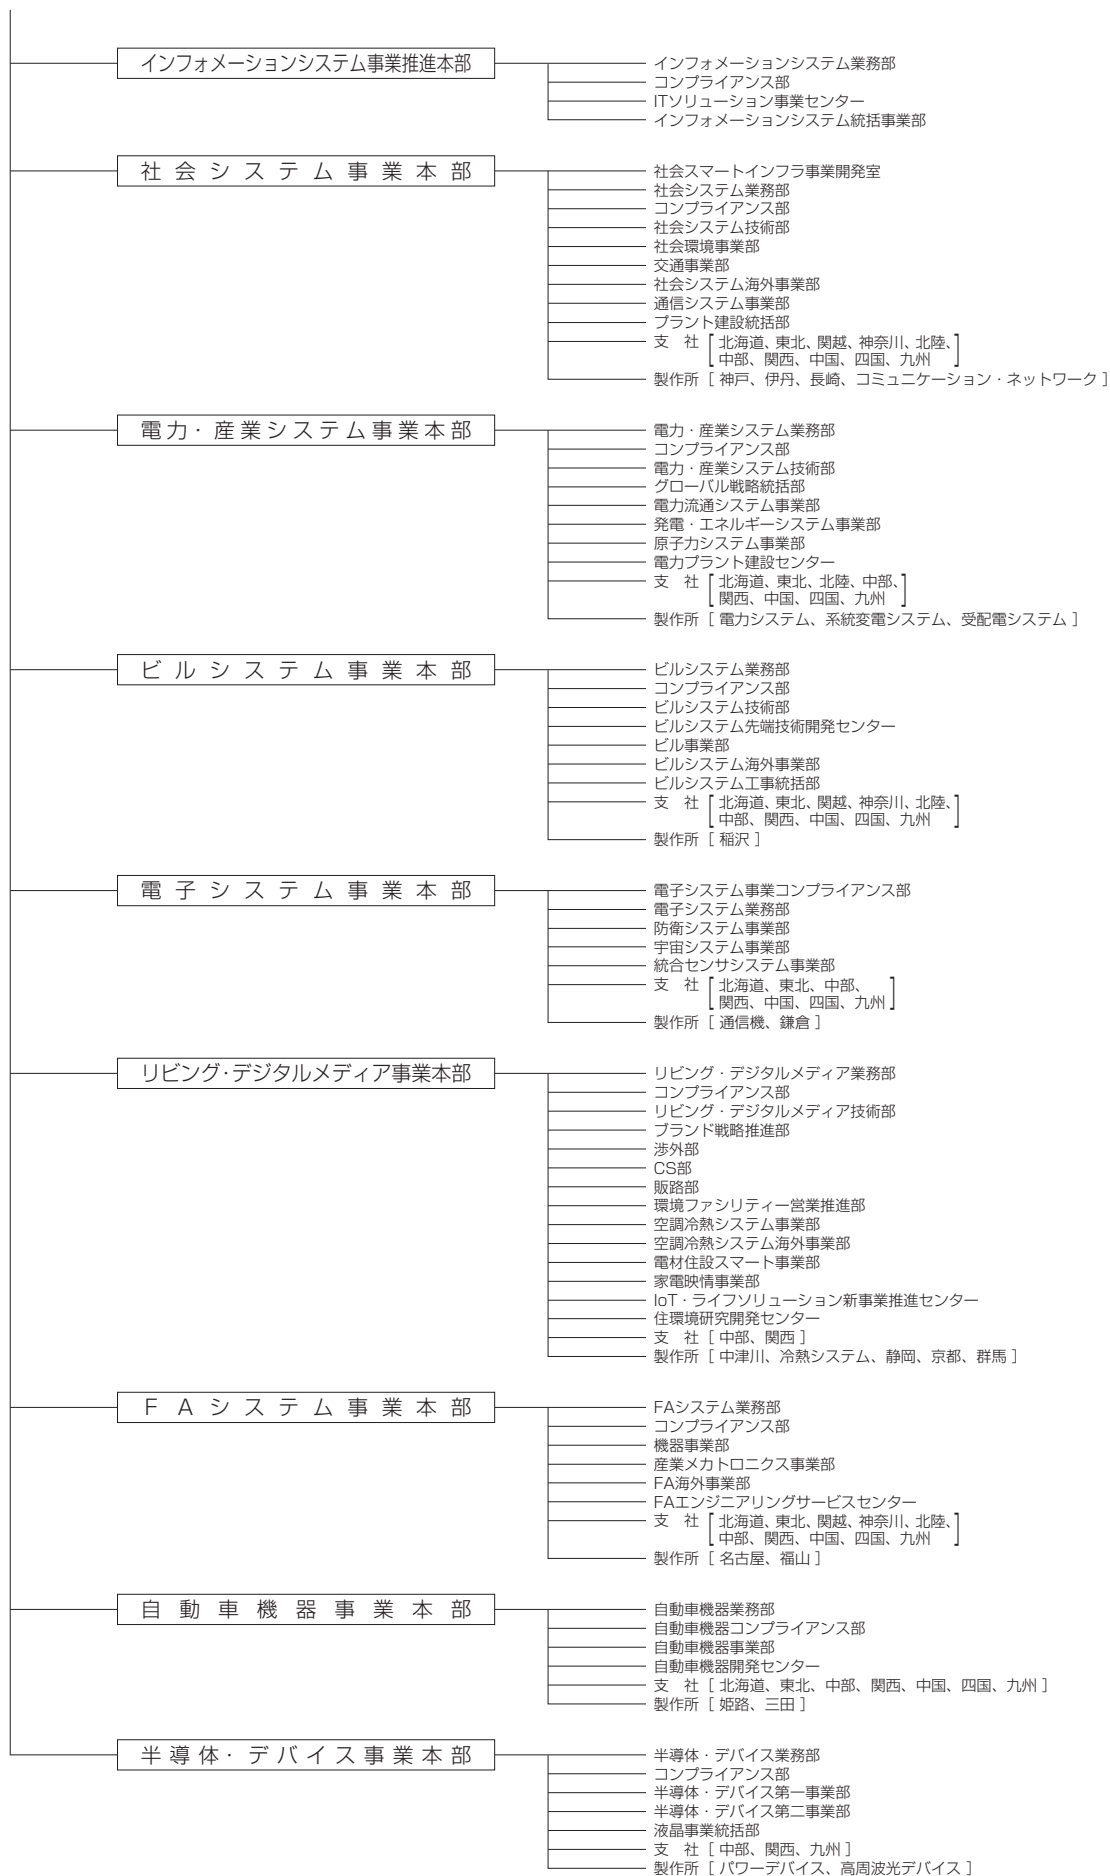 インフォメーションシステム事業推進本部
インフォメーションシステム業務部
コンプライアンス部
ITソリューション事業センター
インフォメーションシステム統括事業部
社会システム事業本部
社会スマートインフラ事業開発室
社会システム業務部
コンプライアンス部
社会システム技術部
社会環境事業部
交通事業部
社会システム海外事業部
通信システム事業部
プラント建設統括部
支 社 [ 北海道、東北、関越、神奈川、北陸、
中部、関西、中国、四国、九州 ]
製作所 [ 神戸、伊丹、長崎、コミュニケーション・ネットワーク ]
電力・産業システム事業本部
電力・産業システム業務部
コンプライアンス部
電力・産業システム技術部
グローバル戦略統括部
電力流通システム事業部
発電・エネルギーシステム事業部
原子力システム事業部
電力プラント建設センター
支 社 [ 北海道、東北、北陸、中部、
関西、中国、四国、九州 ]
製作所 [ 電力システム、系統変電システム、受配電システム ]
ビルシステム事業本部
ビルシステム業務部
コンプライアンス部
ビルシステム技術部
ビルシステム先端技術開発センター
ビル事業部
ビルシステム海外事業部
ビルシステム工事統括部
支 社 [ 北海道、東北、関越、神奈川、北陸、
中部、関西、中国、四国、九州 ]
製作所 [ 稲沢 ]
電子システム事業本部
電子システム事業コンプライアンス部
電子システム業務部
防衛システム事業部
宇宙システム事業部
統合センサシステム事業部
支 社 [ 北海道、東北、中部、
関西、中国、四国、九州 ]
製作所 [ 通信機、鎌倉 ]
リビング・デジタルメディア事業本部
リビング・デジタルメディア業務部
コンプライアンス部
リビング・デジタルメディア技術部
ブランド戦略推進部
渉外部
CS部
販路部
環境ファシリティー営業推進部
空調冷熱システム事業部
空調冷熱システム海外事業部
電材住設スマート事業部
家電映情事業部
IoT・ライフソリューション新事業推進センター
住環境研究開発センター
支 社 [ 中部、関西 ]
製作所 [ 中津川、冷熱システム、静岡、京都、群馬 ]
FAシステム事業本部
FAシステム業務部
コンプライアンス部
機器事業部
産業メカトロニクス事業部
FA海外事業部
FAエンジニアリングサービスセンター
支 社 [ 北海道、東北、関越、神奈川、北陸、
中部、関西、中国、四国、九州 ]
製作所 [ 名古屋、福山 ]
自動車機器事業本部
自動車機器業務部
自動車機器コンプライアンス部
自動車機器事業部
自動車機器開発センター
支 社 [ 北海道、東北、中部、関西、中国、四国、九州 ]
製作所 [ 姫路、三田 ]
半導体・デバイス事業本部
半導体・デバイス業務部
コンプライアンス部
半導体・デバイス第一事業部
半導体・デバイス第二事業部
液晶事業統括部
支 社 [ 中部、関西、九州 ]
製作所 [ パワーデバイス、高周波光デバイス ]